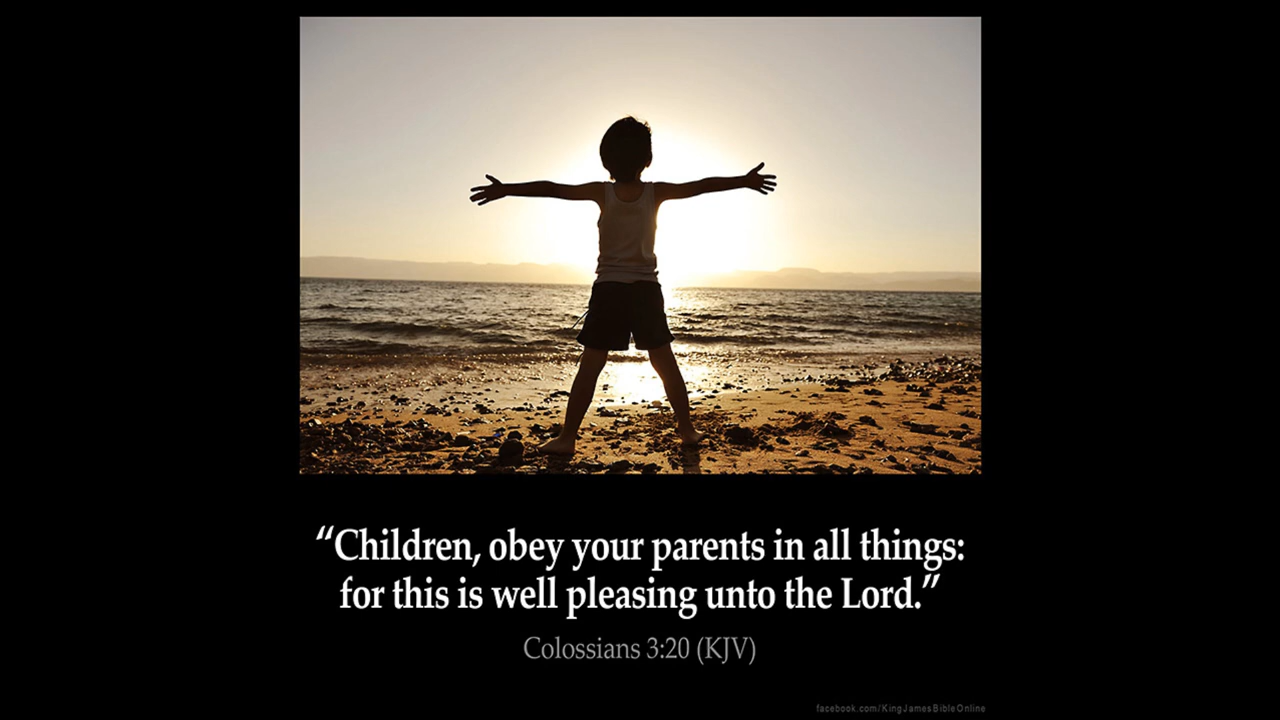 “Children, obey your parents in all things:
for this is well pleasing unto the Lord.”
Colossians 3:20 (KJV)
facebook.com/KingJamesBibleOnline